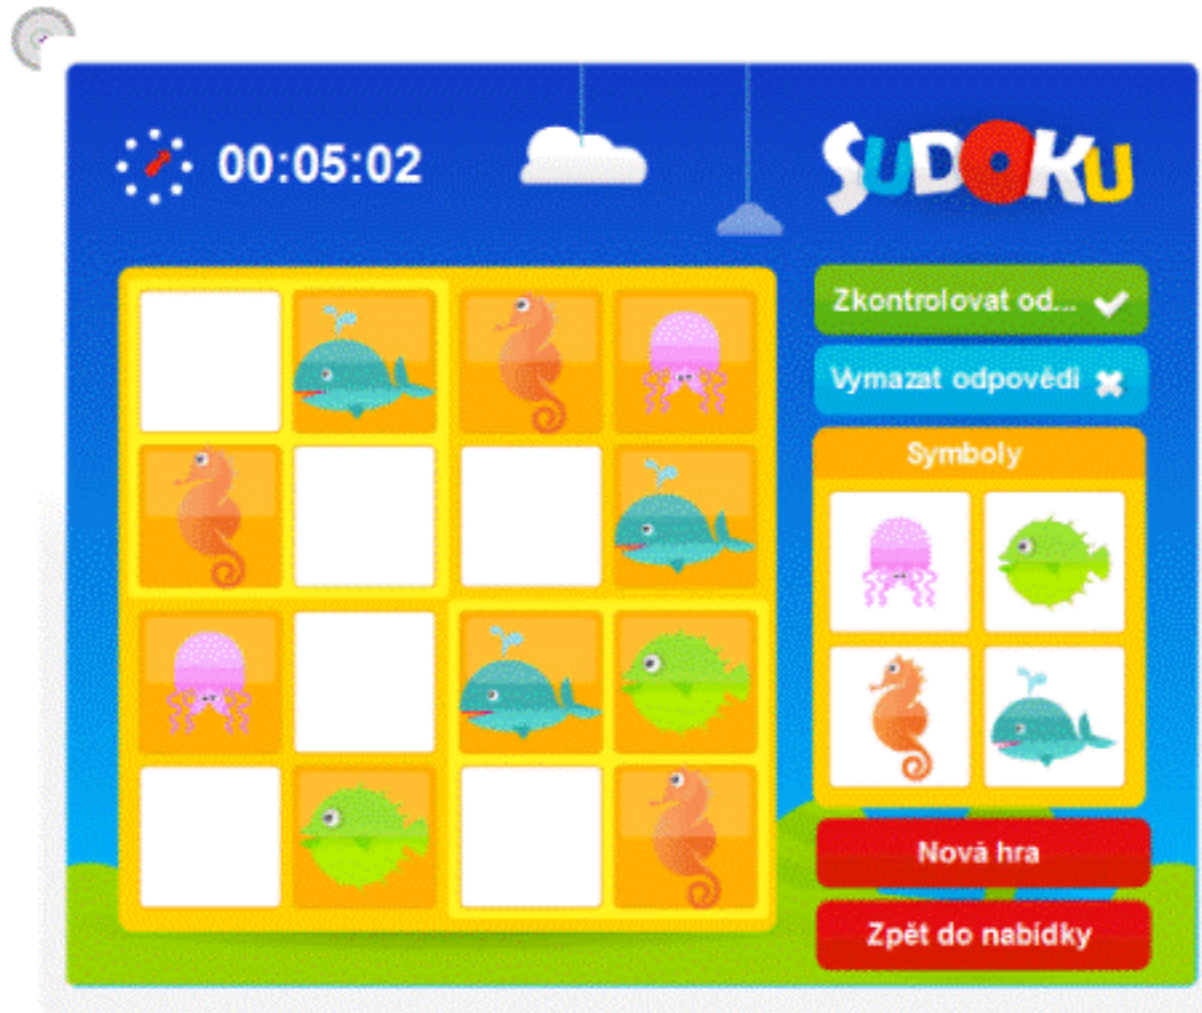 00:05:02
SUDOKU
Zkontrolovat od...
Vymazat odpovědi
Symboly
Nová hra
Zpět do nabídky